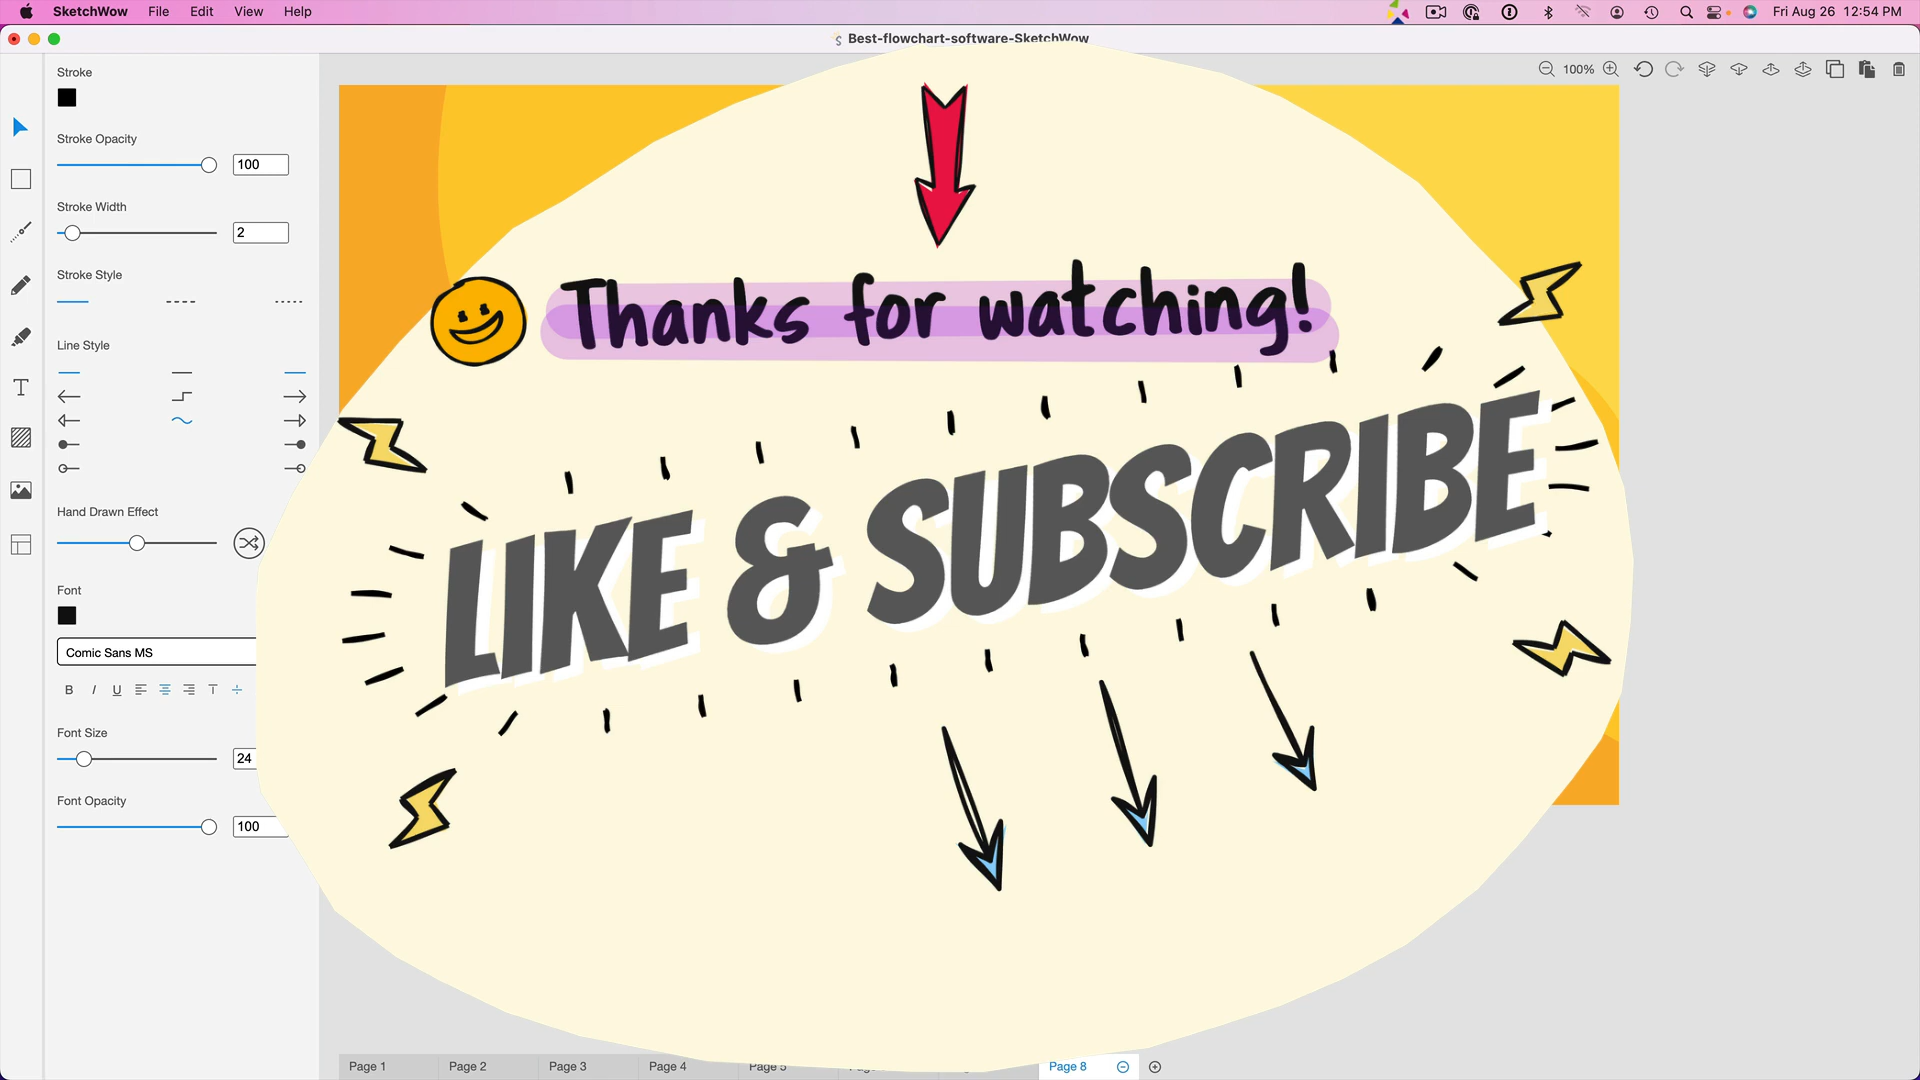 SketchWow File Edit View Help
Fri Aug 26 12:54 PM
Best-flowchart-software-SketchWow
100%
Stroke
Stroke Opacity
100
Stroke Width
2
Stroke Style
Line Style
Hand Drawn Effect
Font
Comic Sans MS
B I U
Font Size
24
Font Opacity
100
Thanks for watching!
LIKE & SUBSCRIBE
Page 1 Page 2 Page 3 Page 4 Page 5 Page 8